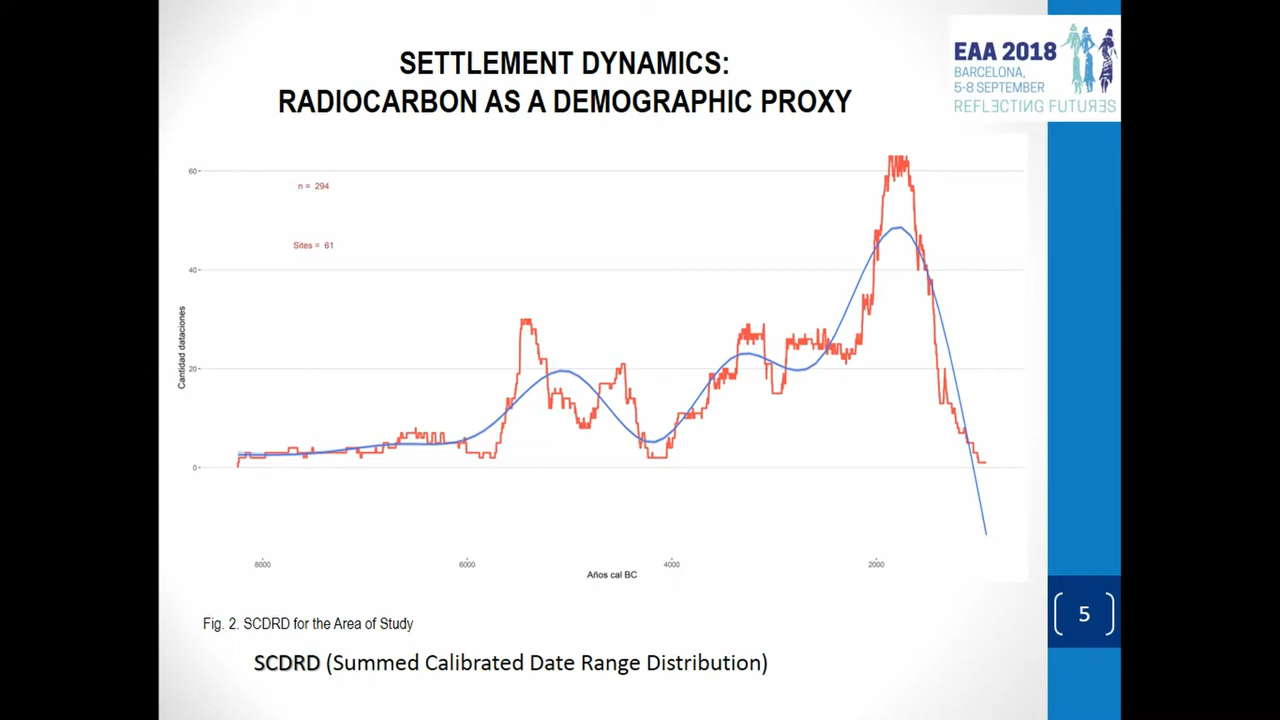 SETTLEMENT DYNAMICS:
RADIOCARBON AS A DEMOGRAPHIC PROXY
EAA 2018
BARCELONA,
5-8 SEPTEMBER
REFLECTING FUTURES
60
n = 294
Sites = 61
40
Cantidad dataciones
20
0
8000
6000
4000
2000
Años cal BC
Fig. 2. SCDRD for the Area of Study
5
SCDRD (Summed Calibrated Date Range Distribution)